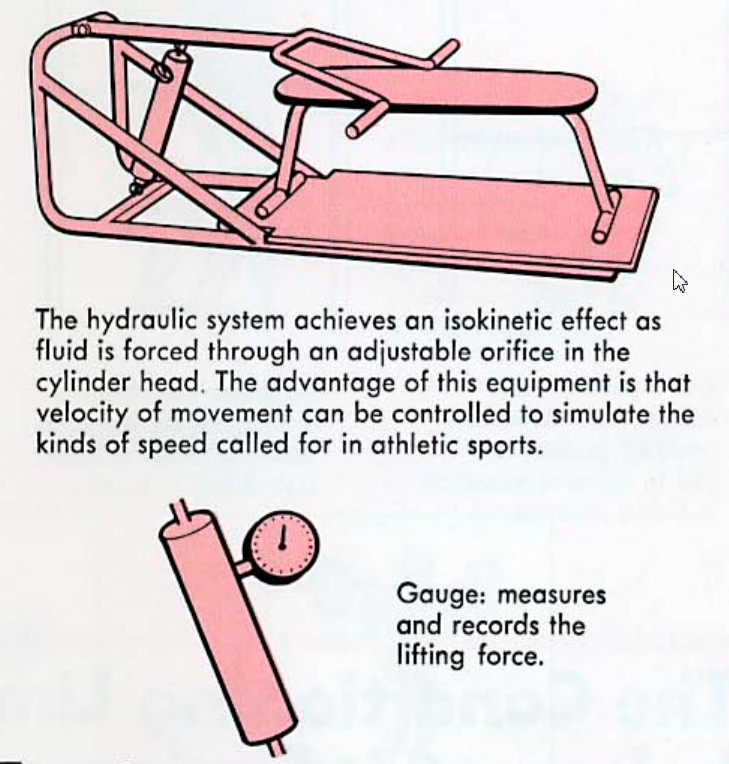 The hydraulic system achieves an isokinetic effect as
fluid is forced through an adjustable orifice in the
cylinder head. The advantage of this equipment is that
velocity of movement can be controlled to simulate the
kinds of speed called for in athletic sports.
Gauge: measures
and records the
lifting force.
The Conditioning